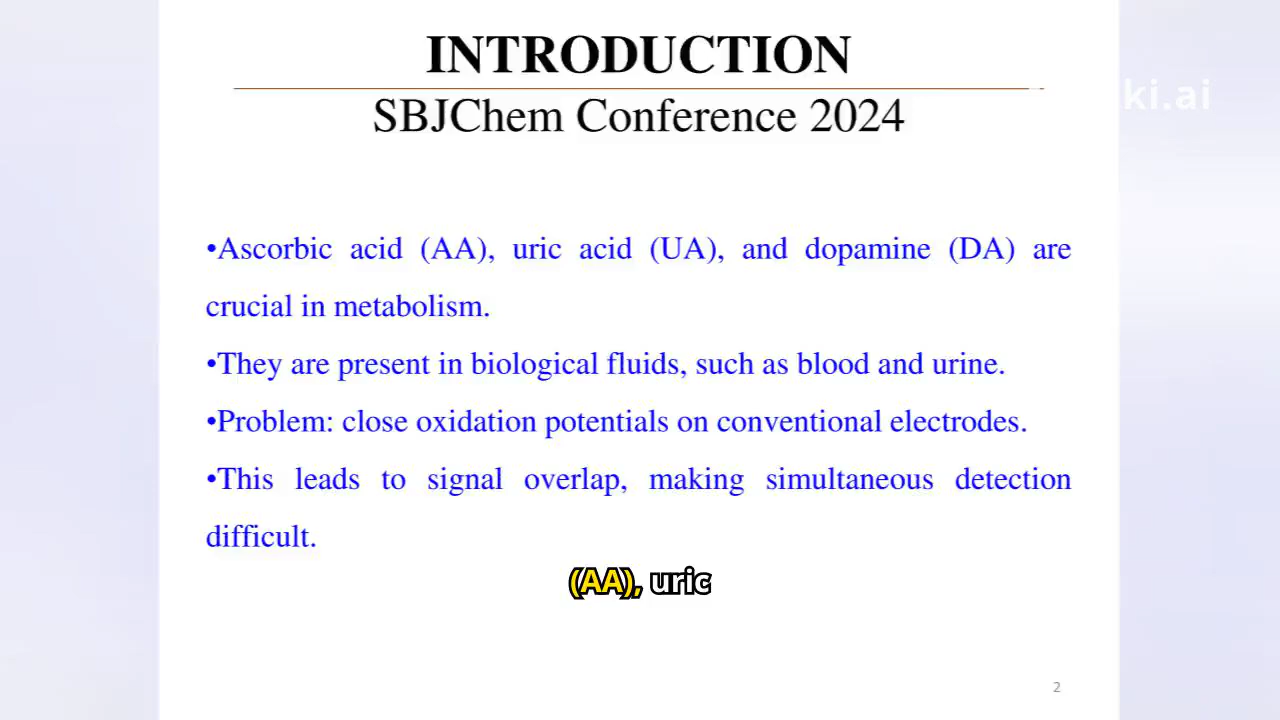 INTRODUCTION
ki.ai
SBJChem Conference 2024
•Ascorbic acid (AA), uric acid (UA), and dopamine (DA) are
crucial in metabolism.
•They are present in biological fluids, such as blood and urine.
•Problem: close oxidation potentials on conventional electrodes.
•This leads to signal overlap, making simultaneous detection
difficult.
(AA), uric
2